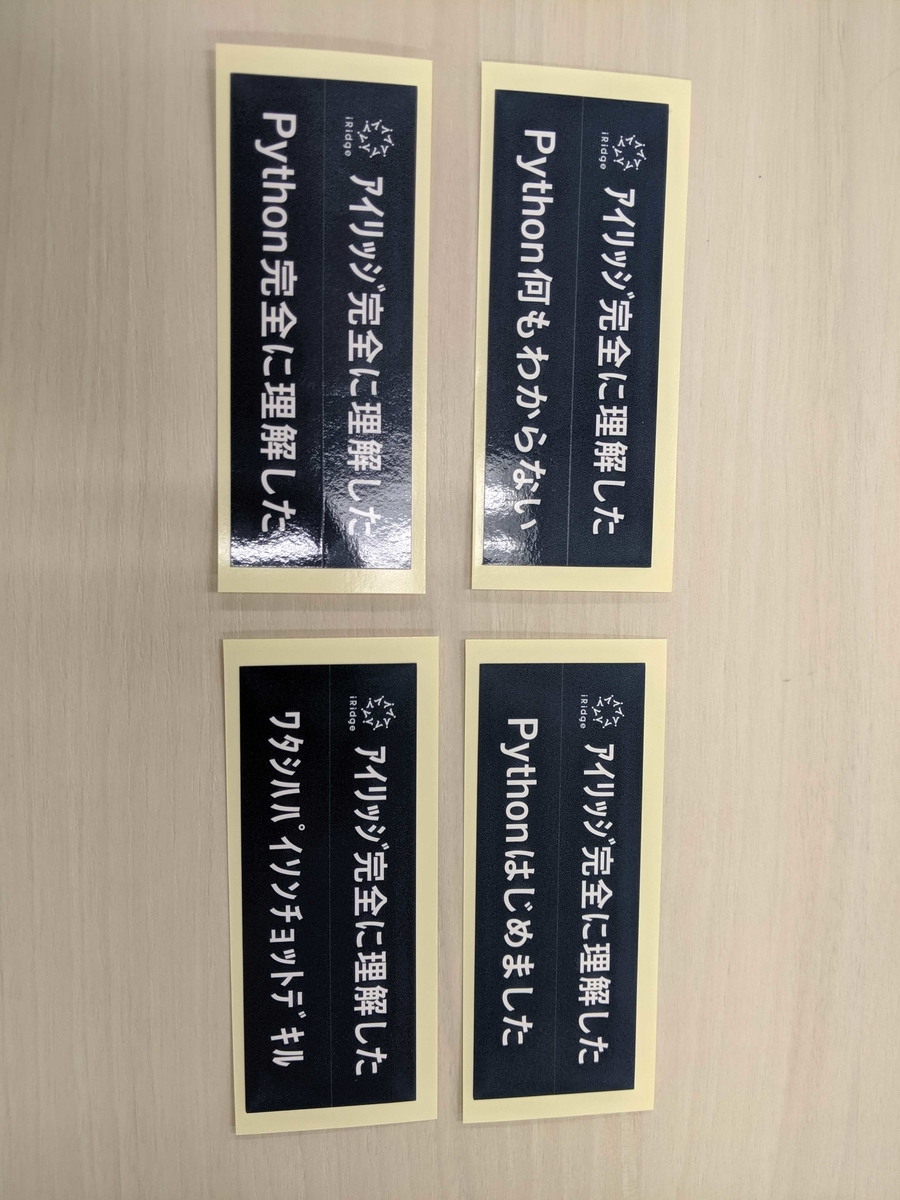 iRidge
ｱｲﾘｯｼﾞ完全に理解した
Python何もわからない
iRidge
ｱｲﾘｯｼﾞ完全に理解した
Pythonはじめました
iRidge
ｱｲﾘｯｼﾞ完全に理解した
Python完全に理解した
iRidge
ｱｲﾘｯｼﾞ完全に理解した
ﾜﾀｼﾊﾊﾟｲｿﾝﾁｮｯﾄﾃﾞｷﾙ